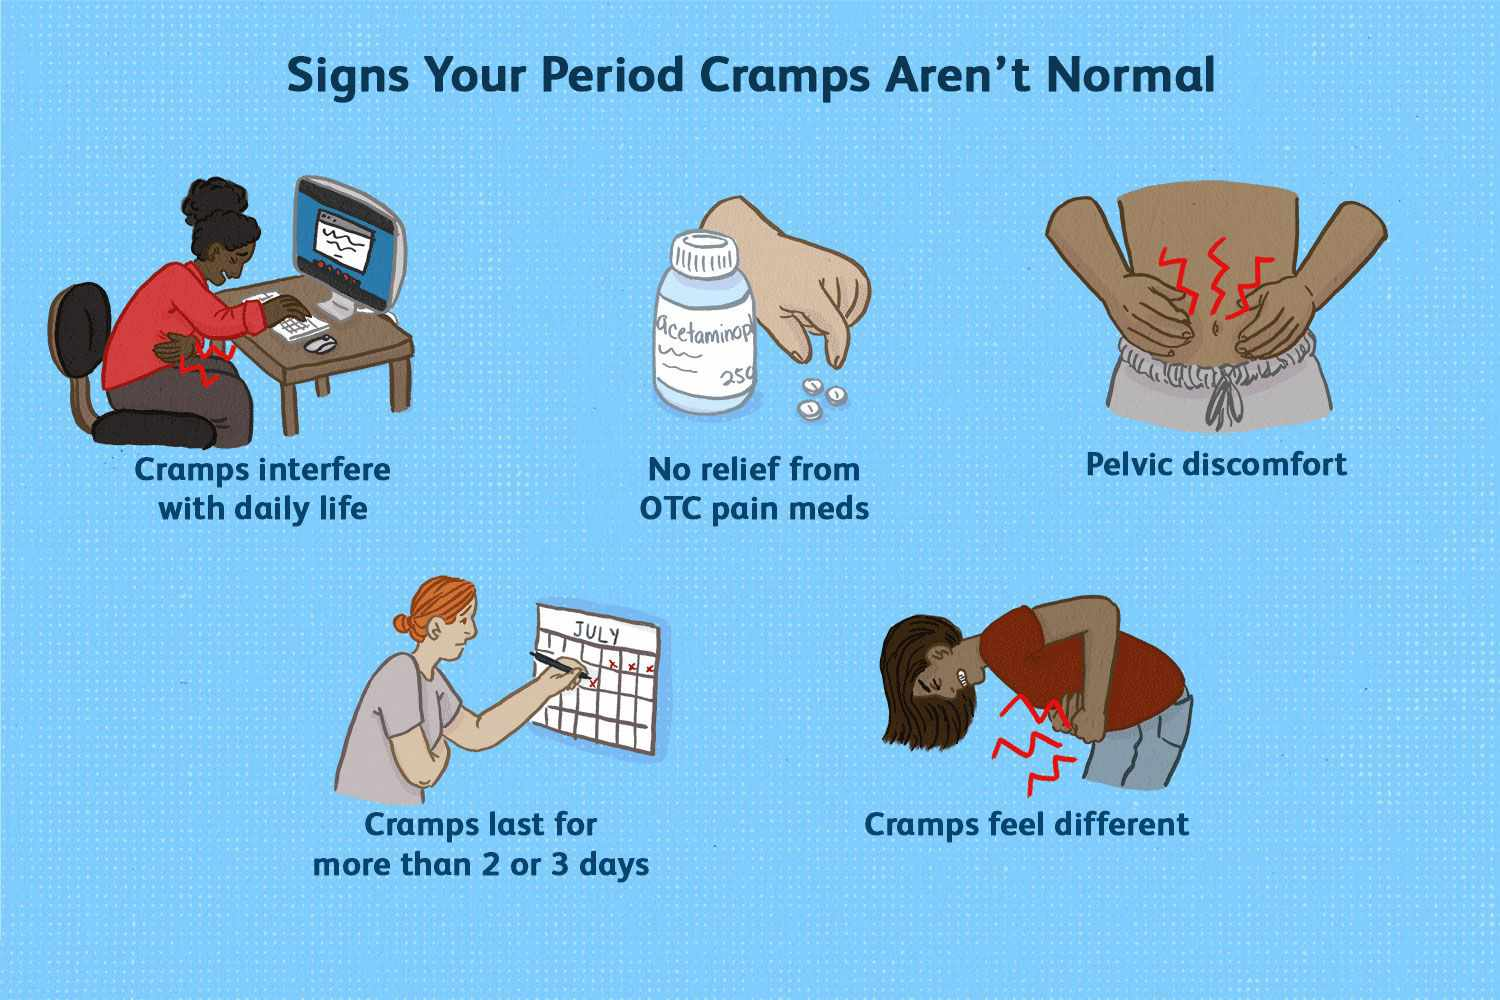 Signs Your Period Cramps Aren’t Normal
acetaminop
250
Cramps interfere
with daily life
No relief from
OTC pain meds
Pelvic discomfort
JULY
Cramps last for
more than 2 or 3 days
Cramps feel different